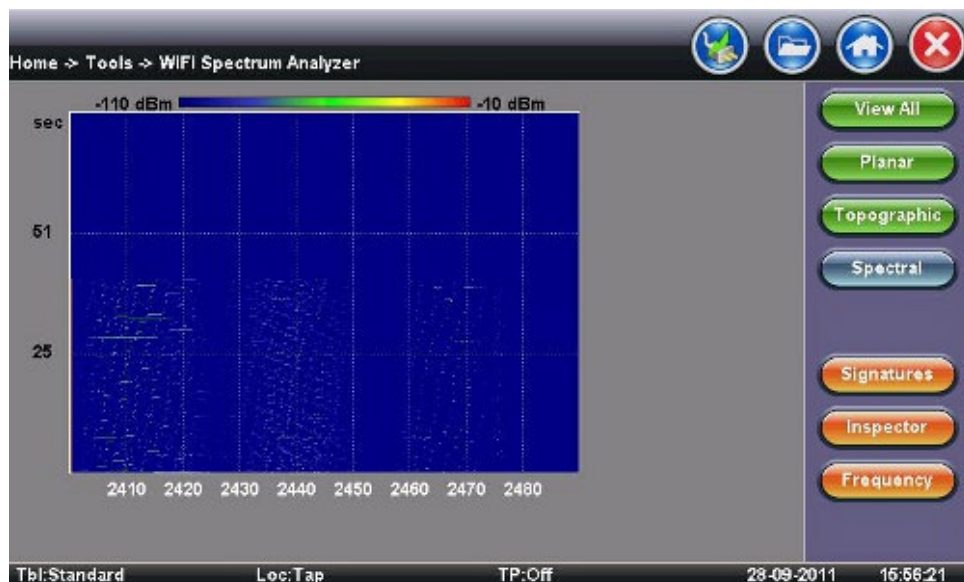 Home -> Tools -> WIFI Spectrum Analyzer
-110 dBm -10 dBm
sec
51
25
2410 2420 2430 2440 2450 2460 2470 2480
View All
Planar
Topographic
Spectral
Signatures
Inspector
Frequency
Tbl:Standard Loc:Tap TP:Off 28-09-2011 15:56:21